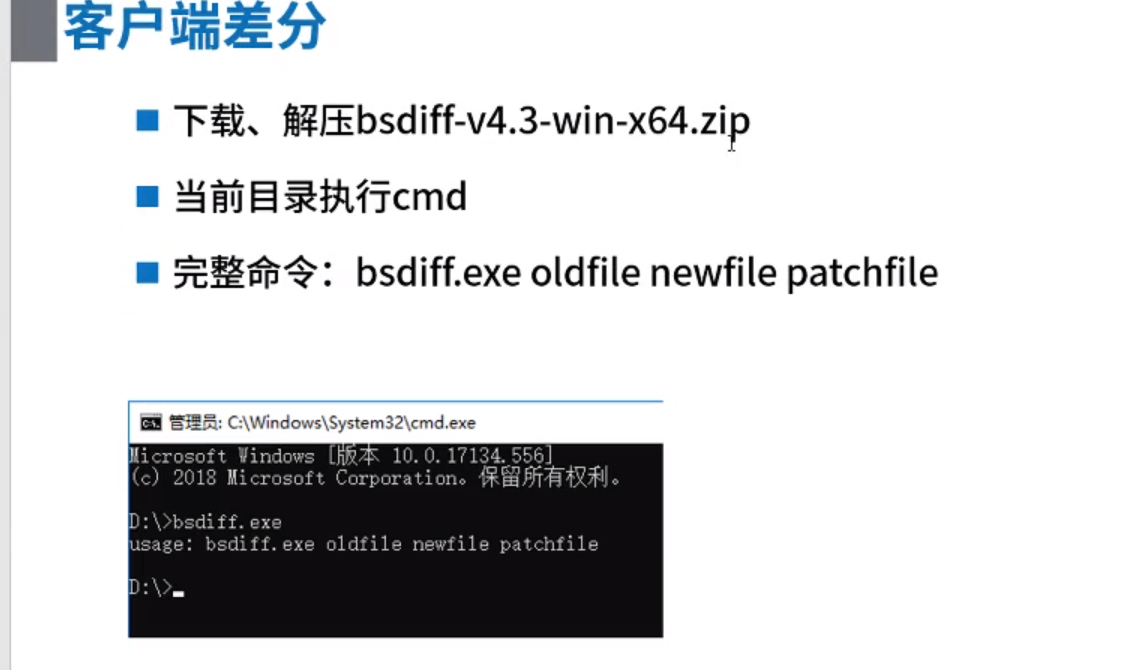 客户端差分
下载、解压bsdiff-v4.3-win-x64.zip
当前目录执行cmd
完整命令：bsdiff.exe oldfile newfile patchfile
管理员: C:\Windows\System32\cmd.exe
Microsoft Windows [版本 10.0.17134.556]
(c) 2018 Microsoft Corporation。保留所有权利。
D:\>bsdiff.exe
usage: bsdiff.exe oldfile newfile patchfile
D:\>